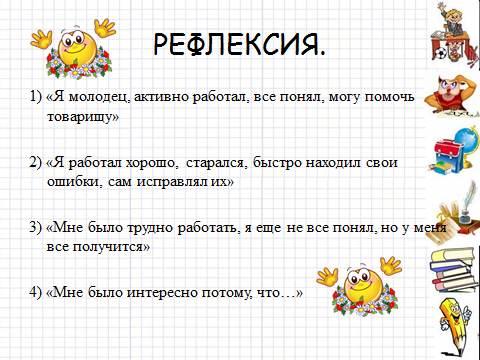 РЕФЛЕКСИЯ.
1) «Я молодец, активно работал, все понял, могу помочь
товарищу»
2) «Я работал хорошо, старался, быстро находил свои
ошибки, сам исправлял их»
3) «Мне было трудно работать, я еще не все понял, но у меня
все получится»
4) «Мне было интересно потому, что…»